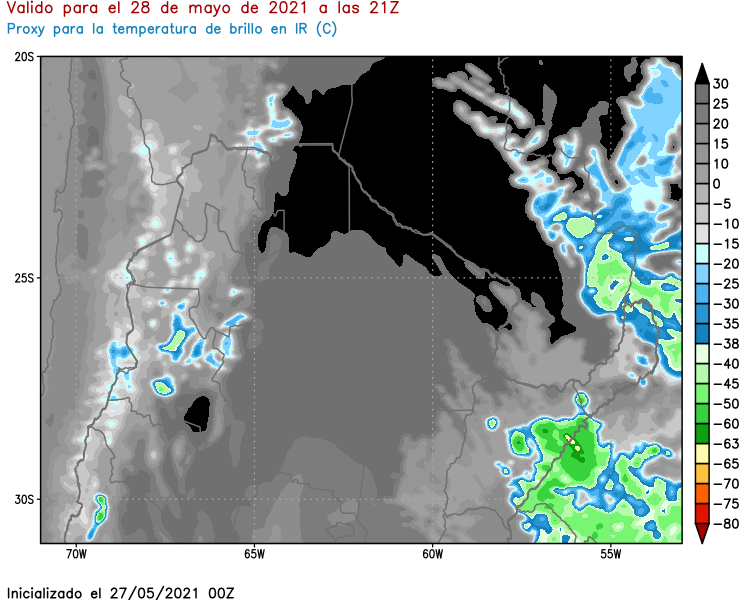 Valido para el 28 de mayo de 2021 a las 21Z
Proxy para la temperatura de brillo en IR (C)
20S
25S
30S
70W
65W
60W
55W
30
25
20
15
10
0
−5
−10
−15
−20
−25
−30
−35
−38
−40
−45
−50
−60
−63
−65
−70
−75
−80
Inicializado el 27/05/2021 00Z